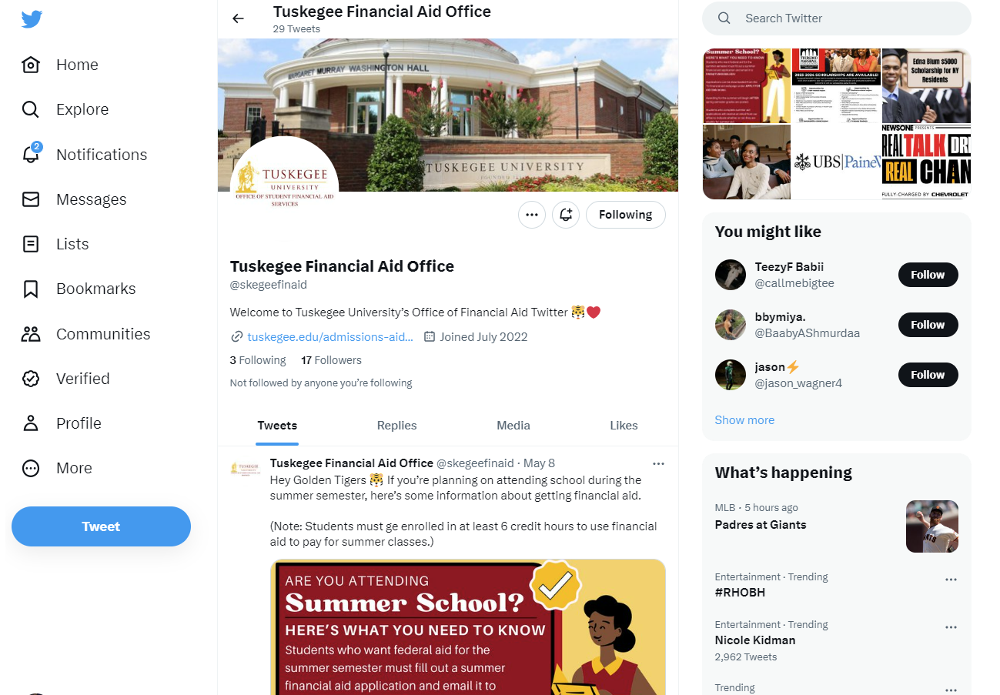 Home
Explore
2
Notifications
Messages
Lists
Bookmarks
Communities
Verified
Profile
More
Tweet
Tuskegee Financial Aid Office
29 Tweets
MARGARET MURRAY WASHINGTON HALL
TUSKEGEE UNIVERSITY
TUSKEGEE
UNIVERSITY
OFFICE OF STUDENT FINANCIAL AID
SERVICES
Following
Tuskegee Financial Aid Office
@skegeefinaid
Welcome to Tuskegee University’s Office of Financial Aid Twitter 🐯❤️
tuskegee.edu/admissions-aid… Joined July 2022
3 Following 17 Followers
Not followed by anyone you’re following
Tweets Replies Media Likes
Tuskegee Financial Aid Office @skegeefinaid · May 8
Hey Golden Tigers 🐯 If you’re planning on attending school during the
summer semester, here’s some information about getting financial aid.
(Note: Students must ge enrolled in at least 6 credit hours to use financial
aid to pay for summer classes.)
ARE YOU ATTENDING
Summer School?
HERE’S WHAT YOU NEED TO KNOW
Students who want federal aid for the
summer semester must fill out a summer
financial aid application and email it to
Search Twitter
Summer School?
HERE'S WHAT YOU NEED TO KNOW
THURGOOD
MARSHALL
2023-2024 SCHOLARSHIPS ARE AVAILABLE!
Edna Blum $5000
Scholarship for NY
Residents
UBS PaineW
NEWSONE PRESENTS
REAL TALK DRI
REAL CHAN
FULLY-CHARGED BY CHEVROLET
You might like
TeezyF Babii
@callmebigtee
Follow
bbymiya.
@BaabyAShmurdaa
Follow
jason⚡
@jason_wagner4
Follow
Show more
What’s happening
MLB · 5 hours ago
Padres at Giants
Entertainment · Trending
#RHOBH
Entertainment · Trending
Nicole Kidman
2,962 Tweets
Trending